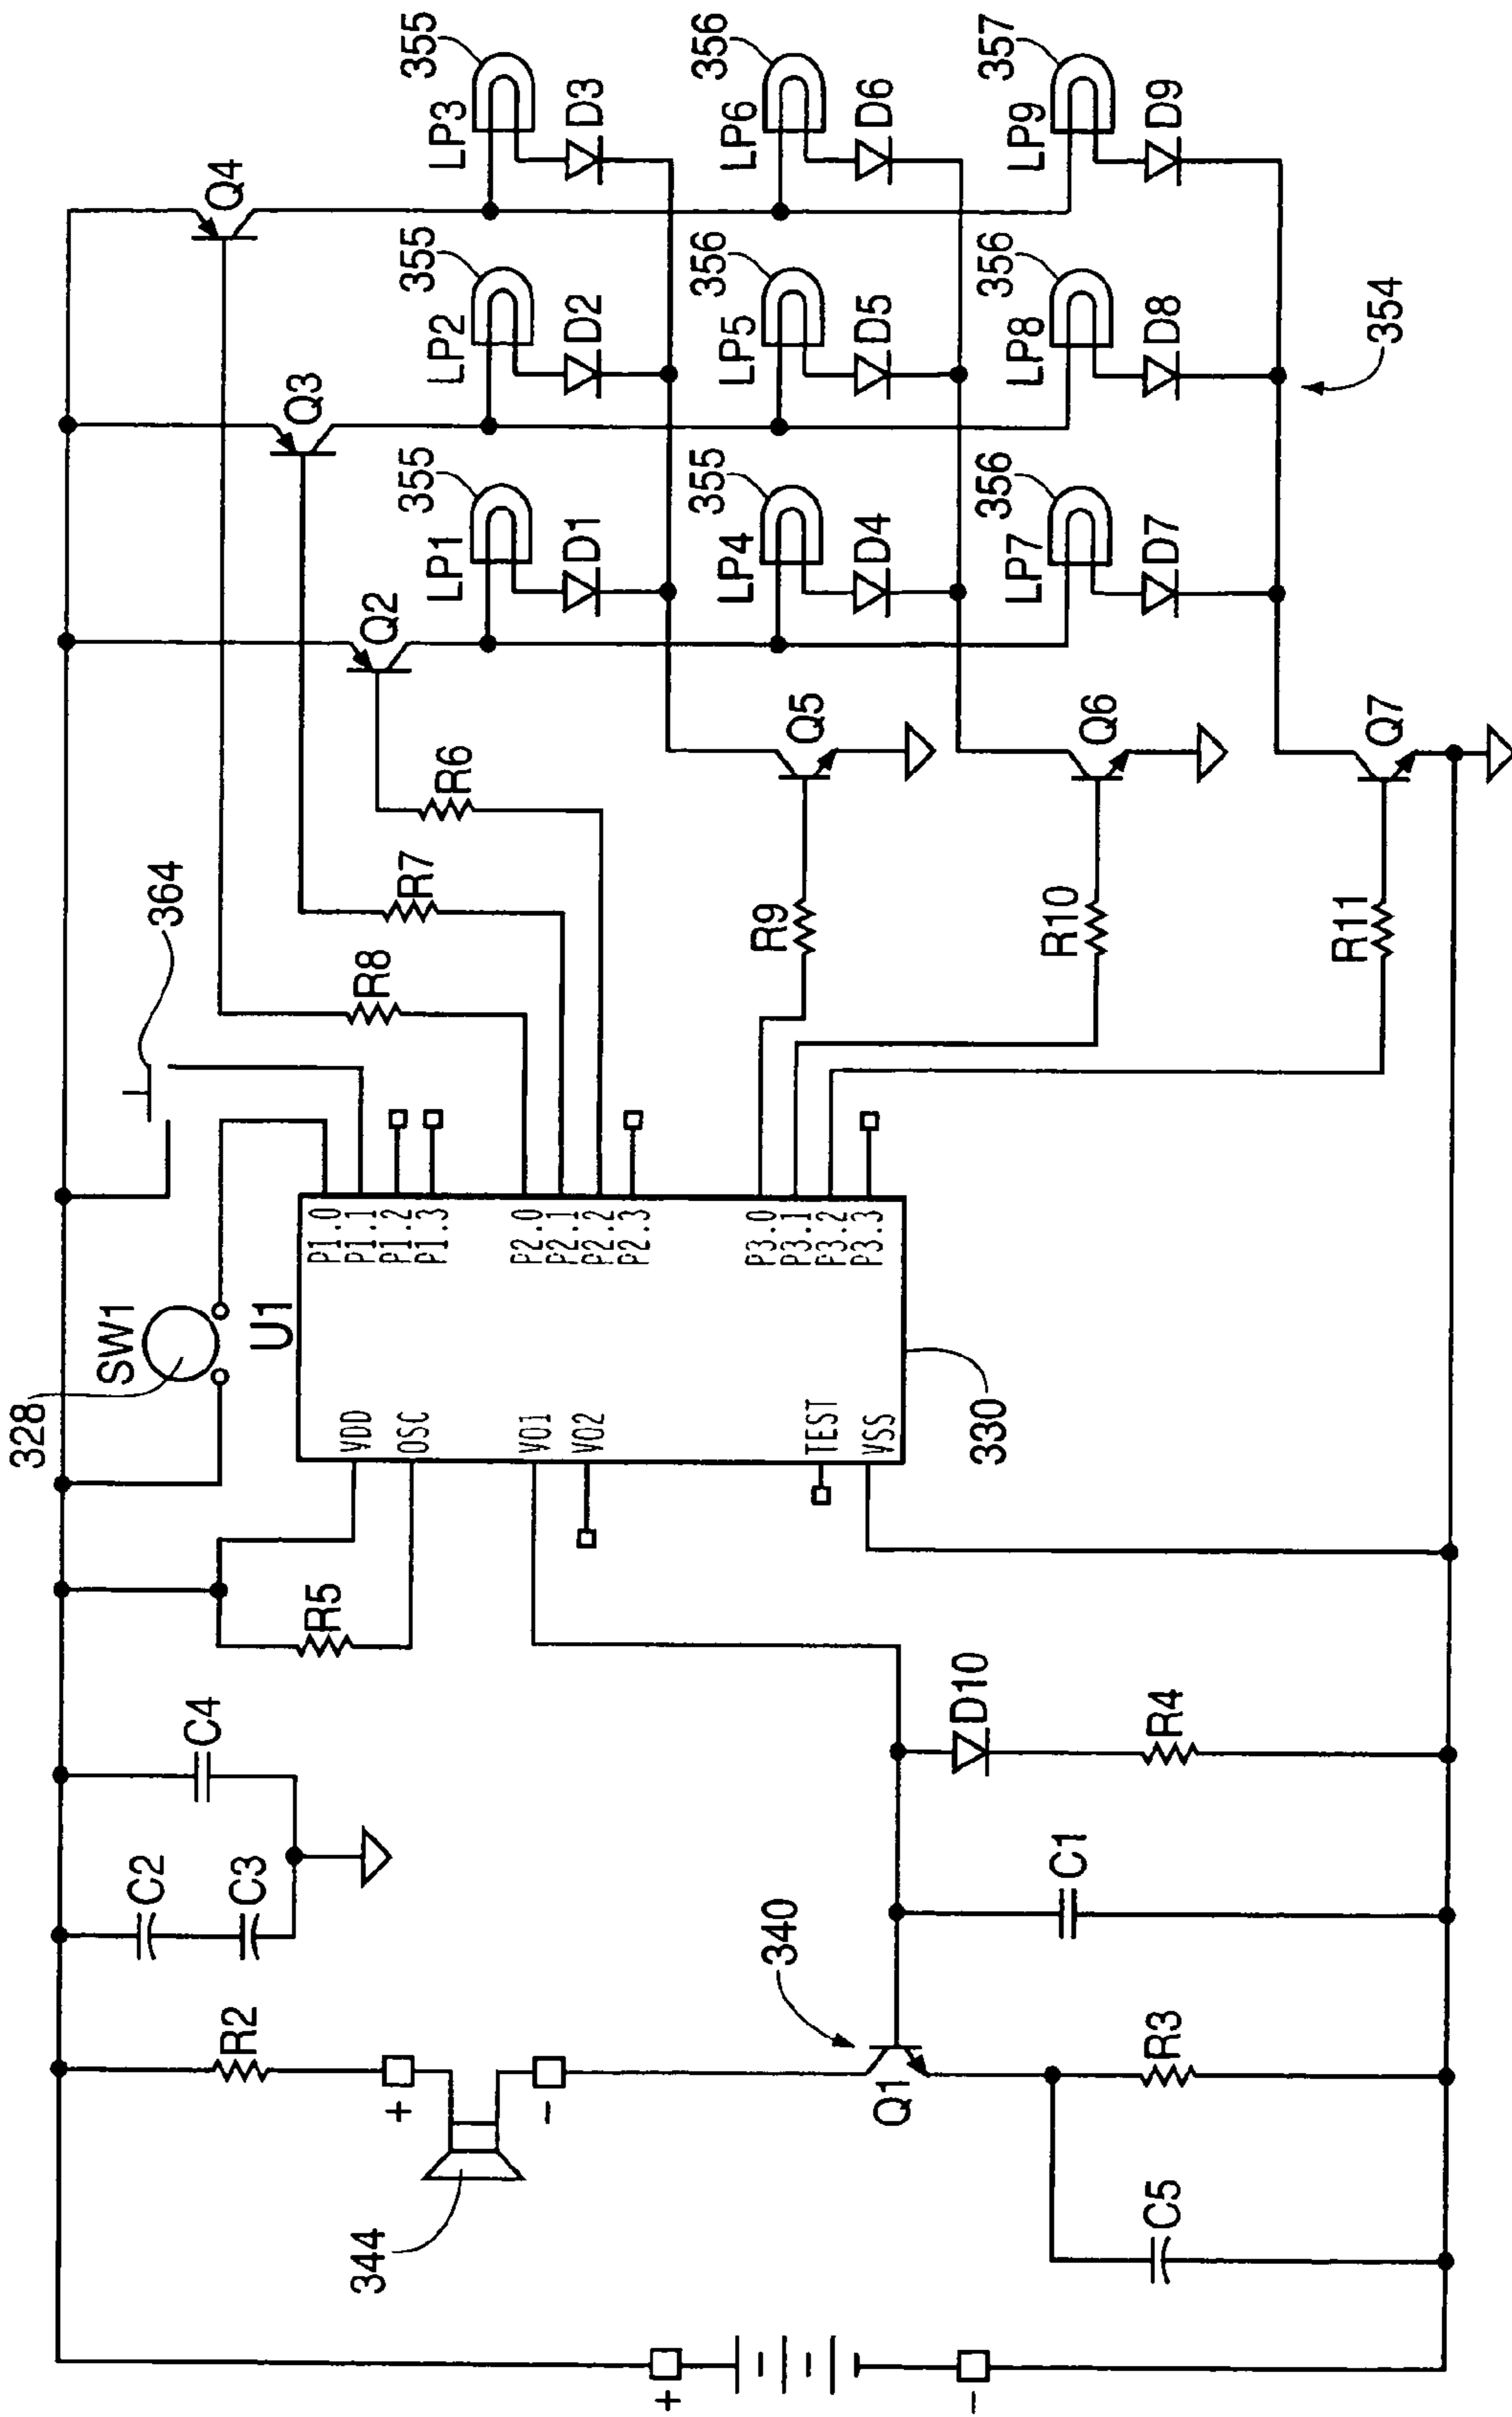 328
SW1
364
Q4
Q3
Q2
355
355
355
LP1
LP2
LP3
D1
D2
D3
356
356
355
LP4
LP5
LP6
D4
D5
D6
357
356
356
LP7
LP8
LP9
D7
D8
D9
354
R8
R7
R6
R9
Q5
R10
Q6
R11
Q7
U1
VDD
OSC
VO1
VO2
TEST
VSS
P1.0
P1.1
P1.2
P1.3
P2.0
P2.1
P2.2
P2.3
P3.0
P3.1
P3.2
P3.3
330
R5
C4
C2
C3
R2
+
-
344
340
Q1
D10
R4
C1
R3
C5
+
-